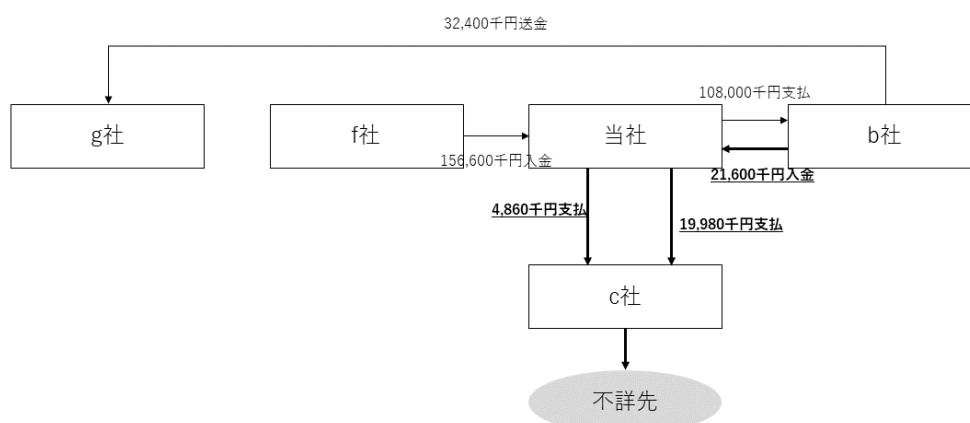 32,400千円送金
108,000千円支払
g社
f社
当社
b社
156,600千円入金
21,600千円入金
4,860千円支払
19,980千円支払
c社
不詳先